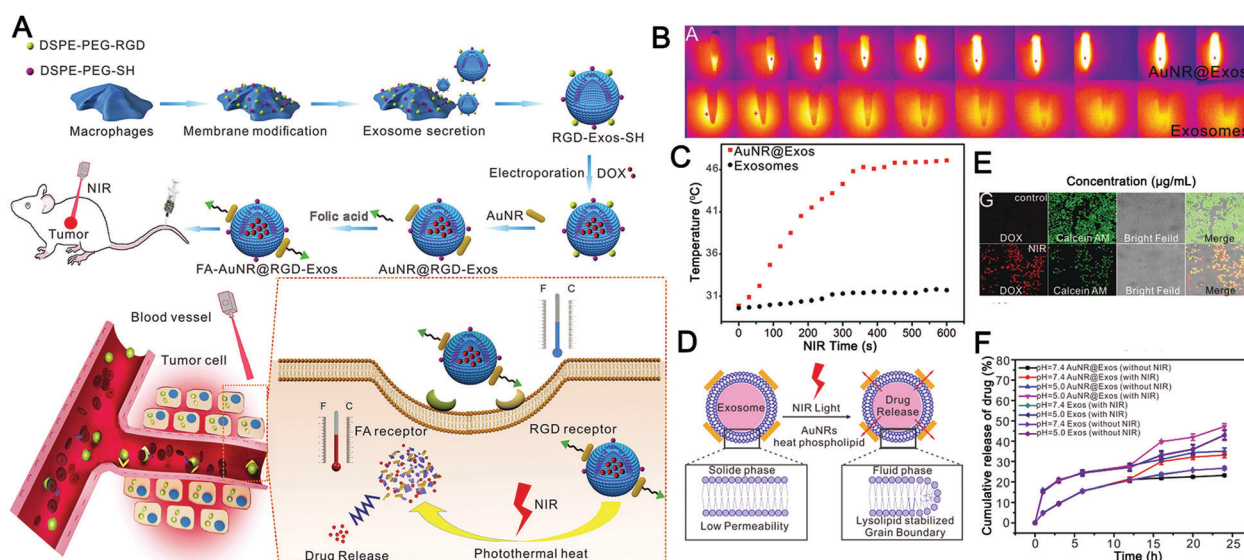 A
DSPE-PEG-RGD
DSPE-PEG-SH
Macrophages
Membrane modification
Exosome secretion
RGD-Exos-SH
Electroporation
DOX
NIR
Tumor
Folic acid
AuNR
FA-AuNR@RGD-Exos
AuNR@RGD-Exos
Blood vessel
Tumor cell
F C
F C
FA receptor
RGD receptor
NIR
Drug Release
Photothermal heat
B
A
AuNR@Exos
Exosomes
C
AuNR@Exos
Exosomes
Temperature (ºC)
46
41
36
31
0 150 200 300 400 500 600
NIR Time (s)
D
Exosome
NIR Light
AuNRs
heat phospholipid
Drug
Release
Solide phase
Low Permeability
Fluid phase
Lysolipid stabilized
Grain Boundary
E
Concentration (µg/mL)
G
control
DOX
Calcein AM
Bright Feild
Merge
NIR
DOX
Calcein AM
Bright Feild
Merge
F
Cumulative release of drug (%)
80
70
60
50
40
30
20
10
0
pH=7.4 AuNR@Exos (without NIR)
pH=7.4 AuNR@Exos (with NIR)
pH=5.0 AuNR@Exos (without NIR)
pH=5.0 AuNR@Exos (with NIR)
pH=7.4 Exos (with NIR)
pH=5.0 Exos (with NIR)
pH=7.4 Exos (without NIR)
pH=5.0 Exos (without NIR)
0 5 10 15 20 25
Time (h)